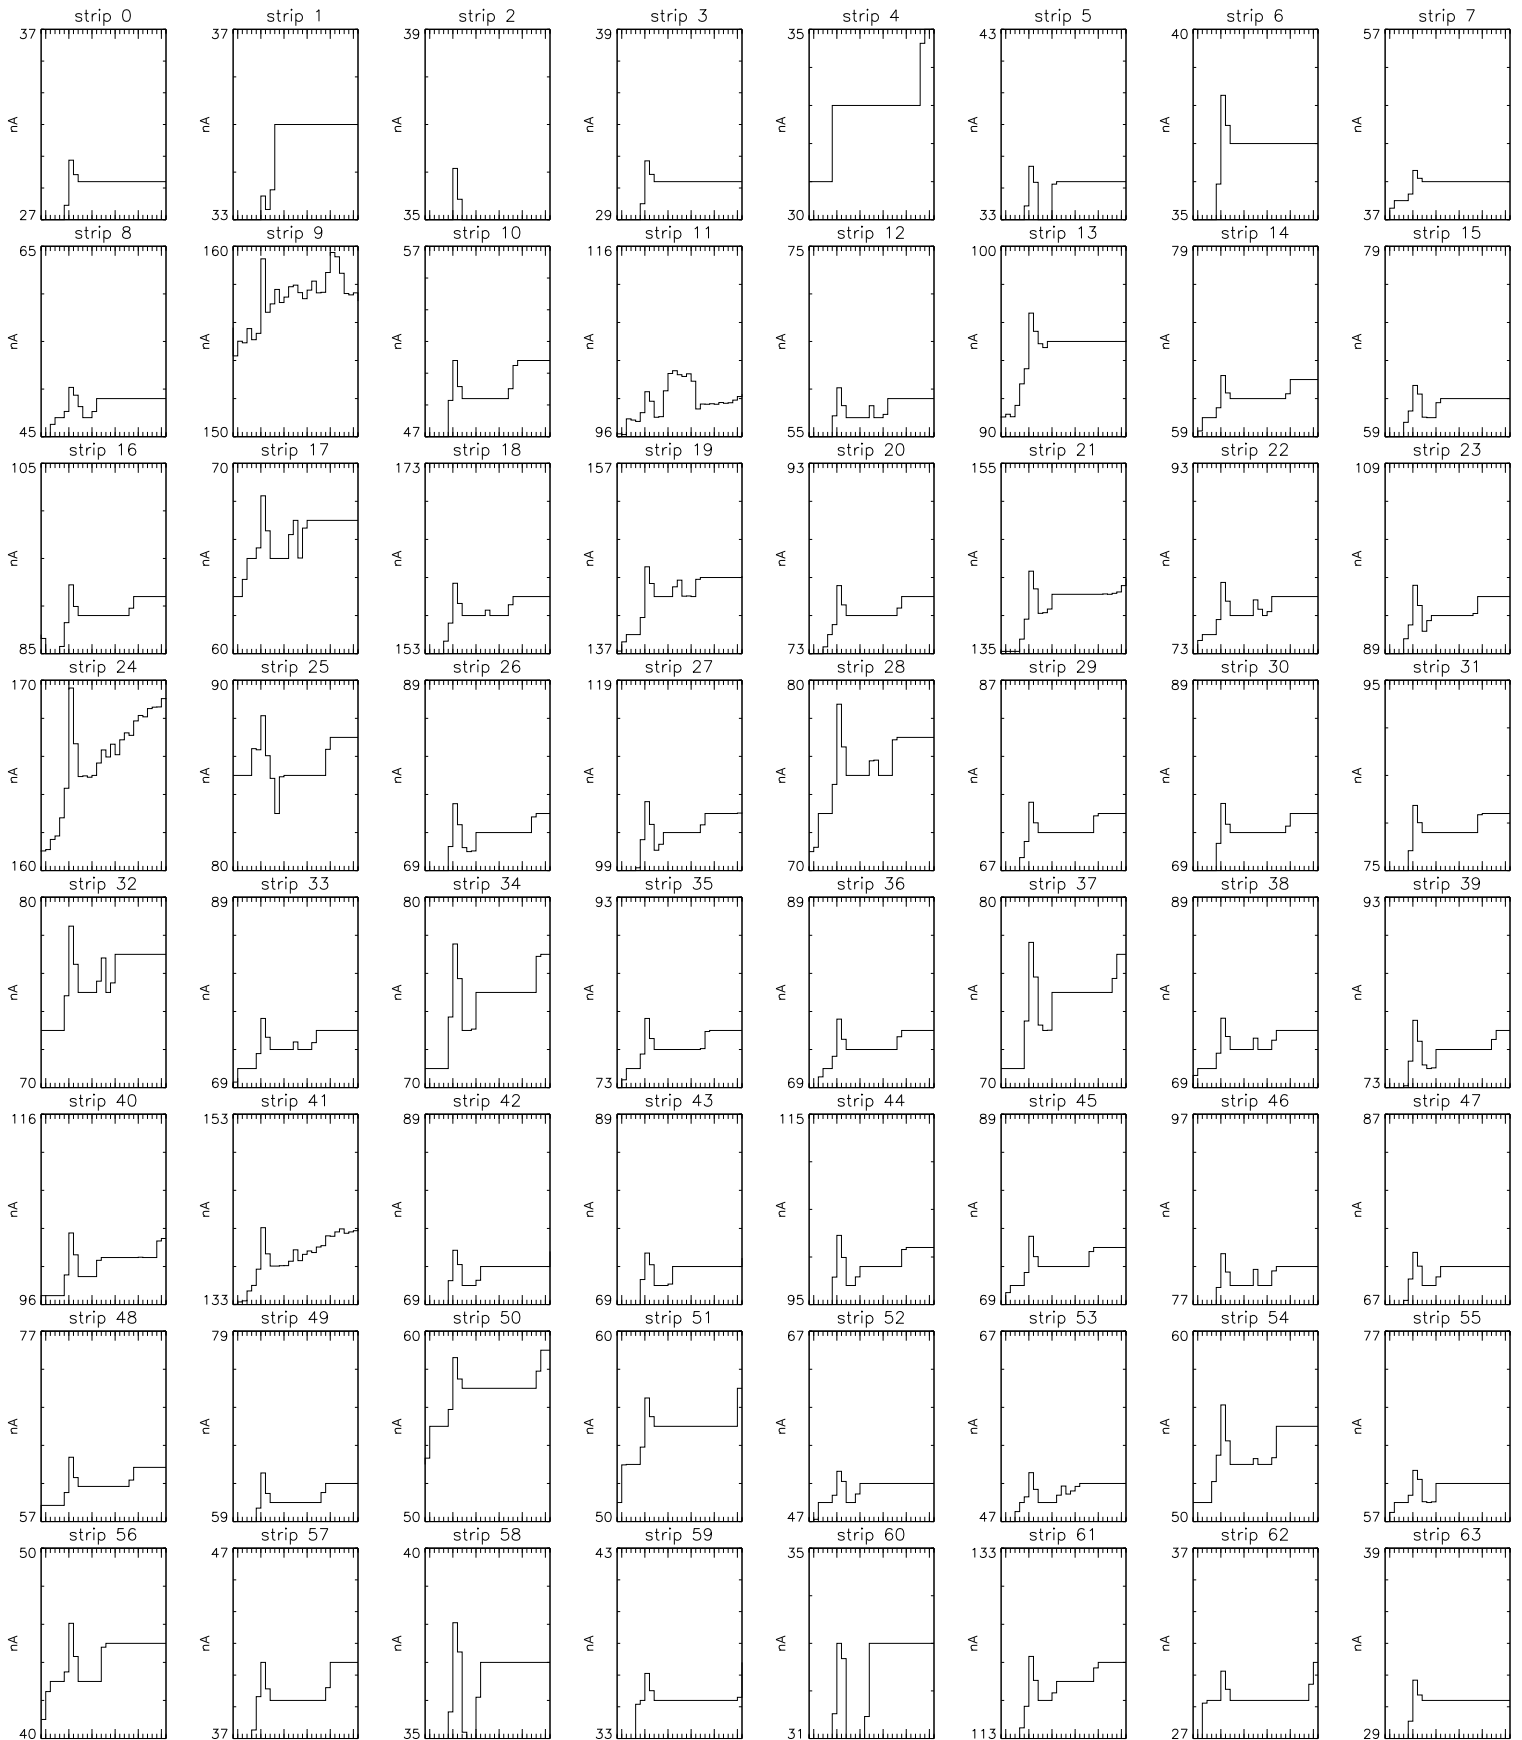 strip 0 strip 1 strip 2 strip 3 strip 4 strip 5 strip 6 strip 7
37 37 39 39 35 43 40 57
nA nA nA nA nA nA nA nA
27 33 35 29 30 33 35 37
strip 8 strip 9 strip 10 strip 11 strip 12 strip 13 strip 14 strip 15
65 160 57 116 75 100 79 79
nA nA nA nA nA nA nA nA
45 150 47 96 55 90 59 59
strip 16 strip 17 strip 18 strip 19 strip 20 strip 21 strip 22 strip 23
105 70 173 157 93 155 93 109
nA nA nA nA nA nA nA nA
85 60 153 137 73 135 73 89
strip 24 strip 25 strip 26 strip 27 strip 28 strip 29 strip 30 strip 31
170 90 89 119 80 87 89 95
nA nA nA nA nA nA nA nA
160 80 69 99 70 67 69 75
strip 32 strip 33 strip 34 strip 35 strip 36 strip 37 strip 38 strip 39
80 89 80 93 89 80 89 93
nA nA nA nA nA nA nA nA
70 69 70 73 69 70 69 73
strip 40 strip 41 strip 42 strip 43 strip 44 strip 45 strip 46 strip 47
116 153 89 89 115 89 97 87
nA nA nA nA nA nA nA nA
96 133 69 69 95 69 77 67
strip 48 strip 49 strip 50 strip 51 strip 52 strip 53 strip 54 strip 55
77 79 60 60 67 67 60 77
nA nA nA nA nA nA nA nA
57 59 50 50 47 47 50 57
strip 56 strip 57 strip 58 strip 59 strip 60 strip 61 strip 62 strip 63
50 47 40 43 35 133 37 39
nA nA nA nA nA nA nA nA
40 37 35 33 31 113 27 29